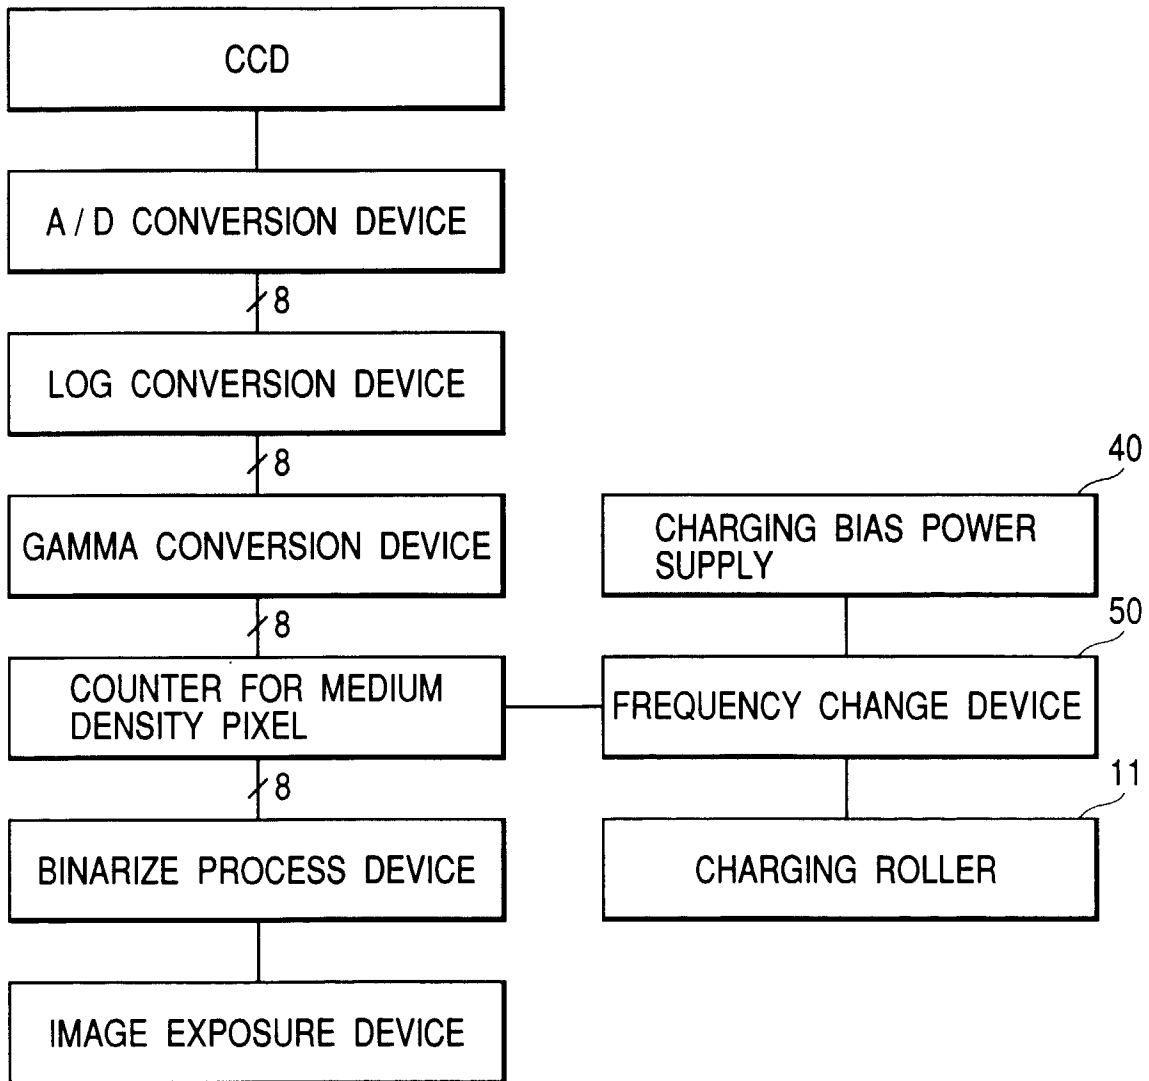 CCD
A / D CONVERSION DEVICE
8
LOG CONVERSION DEVICE
8
GAMMA CONVERSION DEVICE
8
COUNTER FOR MEDIUM
DENSITY PIXEL
8
BINARIZE PROCESS DEVICE
IMAGE EXPOSURE DEVICE
40
CHARGING BIAS POWER
SUPPLY
50
FREQUENCY CHANGE DEVICE
11
CHARGING ROLLER